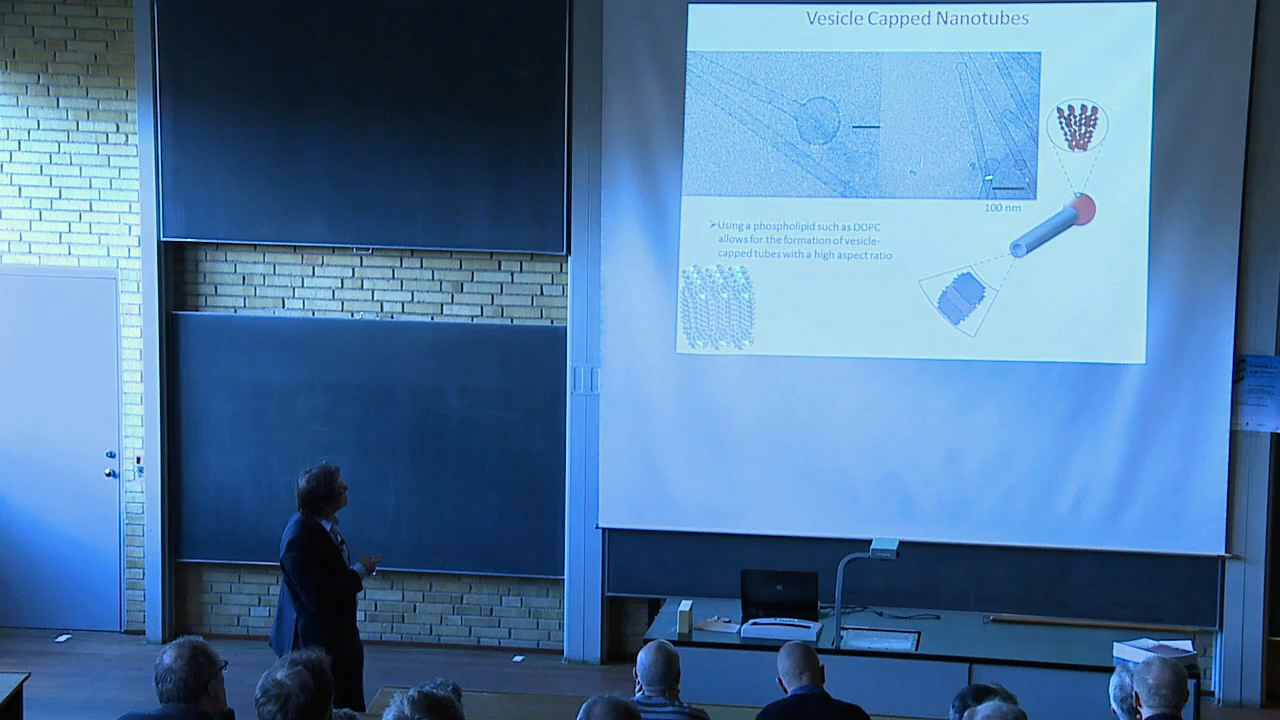 Vesicle Capped Nanotubes
100 nm
➢Using a phospholipid such as DOPC
allows for the formation of vesicle-
capped tubes with a high aspect ratio